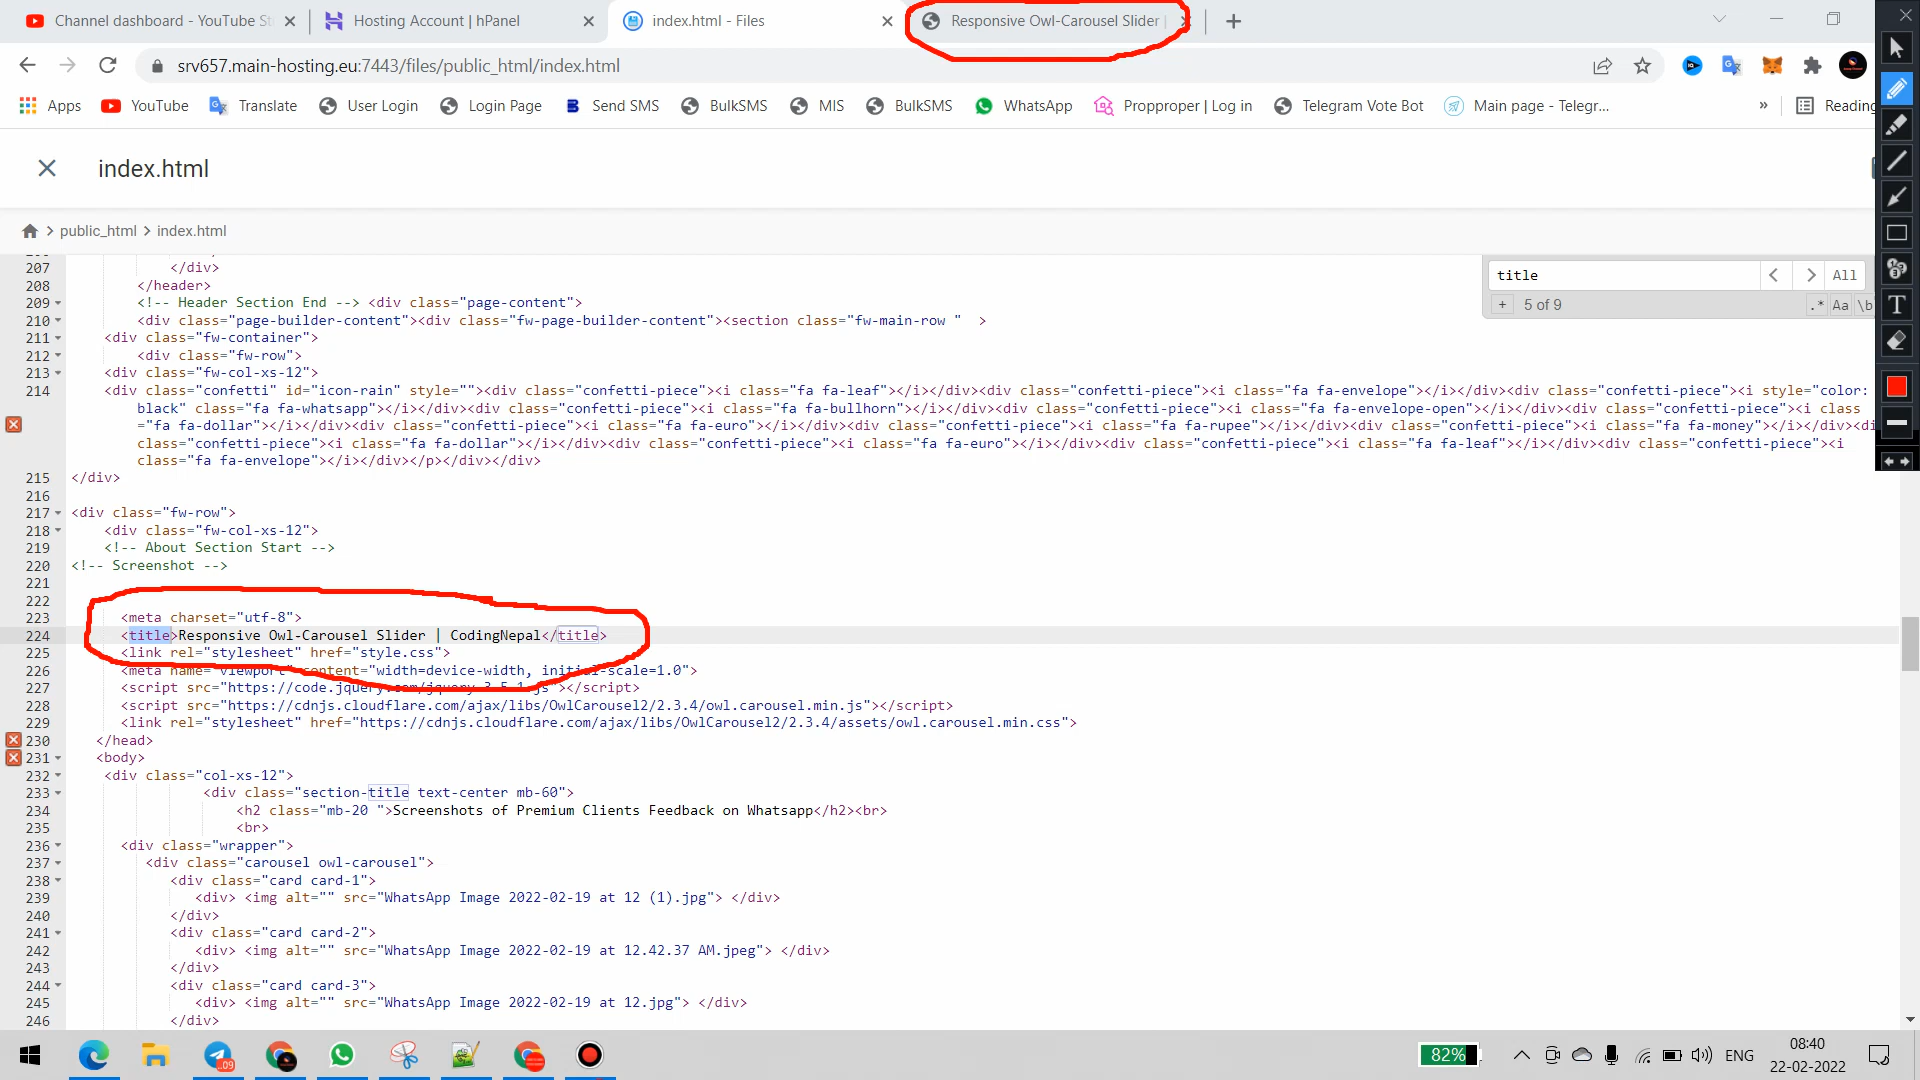 Channel dashboard - YouTube St
Hosting Account | hPanel
index.html - Files
Responsive Owl-Carousel Slider |
srv657.main-hosting.eu:7443/files/public_html/index.html
Apps
YouTube
Translate
User Login
Login Page
Send SMS
BulkSMS
MIS
BulkSMS
WhatsApp
Propproper | Log in
Telegram Vote Bot
Main page - Telegr...
»
Reading
index.html
public_html > index.html
title
All
+ 5 of 9
.* Aa \b
207 </div>
208 </header>
209 <!-- Header Section End --> <div class="page-content">
210 <div class="page-builder-content"><div class="fw-page-builder-content"><section class="fw-main-row " >
211 <div class="fw-container">
212 <div class="fw-row">
213 <div class="fw-col-xs-12">
214 <div class="confetti" id="icon-rain" style=""><div class="confetti-piece"><i class="fa fa-leaf"></i></div><div class="confetti-piece"><i class="fa fa-envelope"></i></div><div class="confetti-piece"><i style="color:
black" class="fa fa-whatsapp"></i></div><div class="confetti-piece"><i class="fa fa-bullhorn"></i></div><div class="confetti-piece"><i class="fa fa-envelope-open"></i></div><div class="confetti-piece"><i class
="fa fa-dollar"></i></div><div class="confetti-piece"><i class="fa fa-euro"></i></div><div class="confetti-piece"><i class="fa fa-rupee"></i></div><div class="confetti-piece"><i class="fa fa-money"></i></div><di
class="confetti-piece"><i class="fa fa-dollar"></i></div><div class="confetti-piece"><i class="fa fa-euro"></i></div><div class="confetti-piece"><i class="fa fa-leaf"></i></div><div class="confetti-piece"><i
class="fa fa-envelope"></i></div></p></div></div>
215 </div>
216
217 <div class="fw-row">
218 <div class="fw-col-xs-12">
219 <!-- About Section Start -->
220 <!-- Screenshot -->
221
222
223 <meta charset="utf-8">
224 <title>Responsive Owl-Carousel Slider | CodingNepal</title>
225 <link rel="stylesheet" href="style.css">
226 <meta name="viewport" content="width=device-width, initial-scale=1.0">
227 <script src="https://code.jquery.com/jquery-3.5.1.js"></script>
228 <script src="https://cdnjs.cloudflare.com/ajax/libs/OwlCarousel2/2.3.4/owl.carousel.min.js"></script>
229 <link rel="stylesheet" href="https://cdnjs.cloudflare.com/ajax/libs/OwlCarousel2/2.3.4/assets/owl.carousel.min.css">
230 </head>
231 <body>
232 <div class="col-xs-12">
233 <div class="section-title text-center mb-60">
234 <h2 class="mb-20 ">Screenshots of Premium Clients Feedback on Whatsapp</h2><br>
235 <br>
236 <div class="wrapper">
237 <div class="carousel owl-carousel">
238 <div class="card card-1">
239 <div> <img alt="" src="WhatsApp Image 2022-02-19 at 12 (1).jpg"> </div>
240 </div>
241 <div class="card card-2">
242 <div> <img alt="" src="WhatsApp Image 2022-02-19 at 12.42.37 AM.jpeg"> </div>
243 </div>
244 <div class="card card-3">
245 <div> <img alt="" src="WhatsApp Image 2022-02-19 at 12.jpg"> </div>
246 </div>
82%
ENG
08:40
22-02-2022